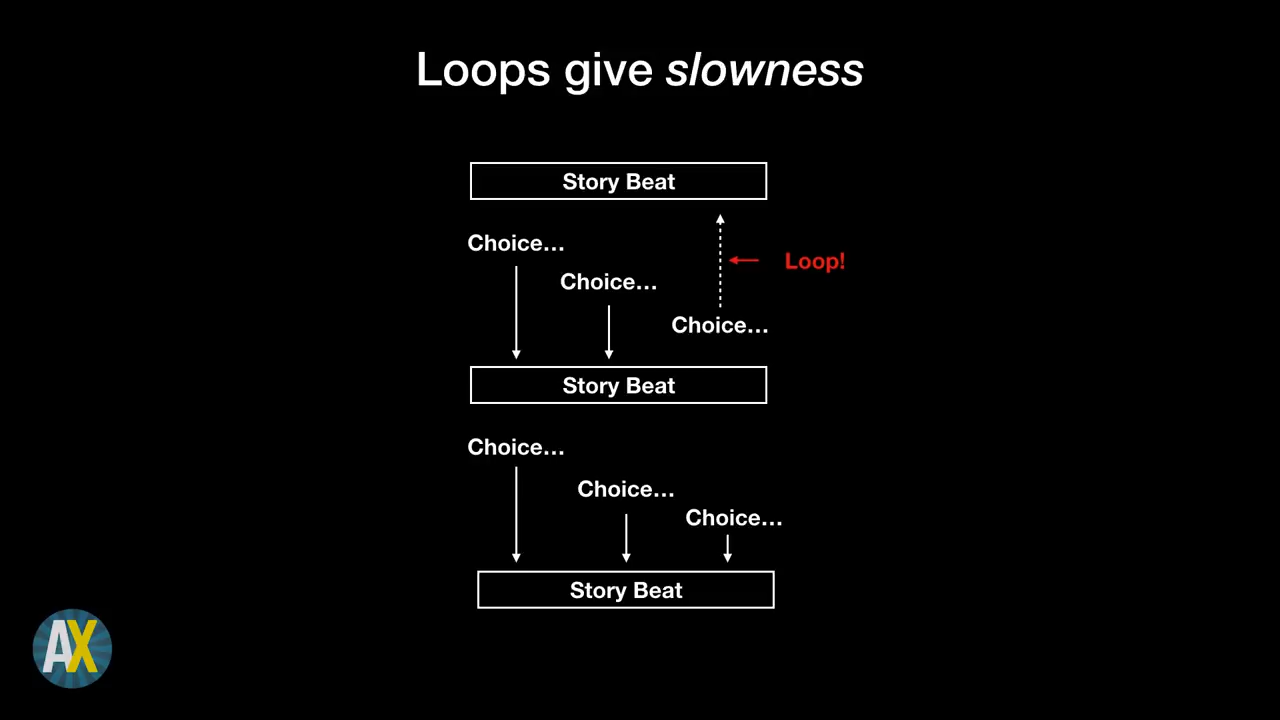 Loops give slowness
Story Beat
Choice…
Choice…
Loop!
Choice…
Story Beat
Choice…
Choice…
Choice…
Story Beat
AX